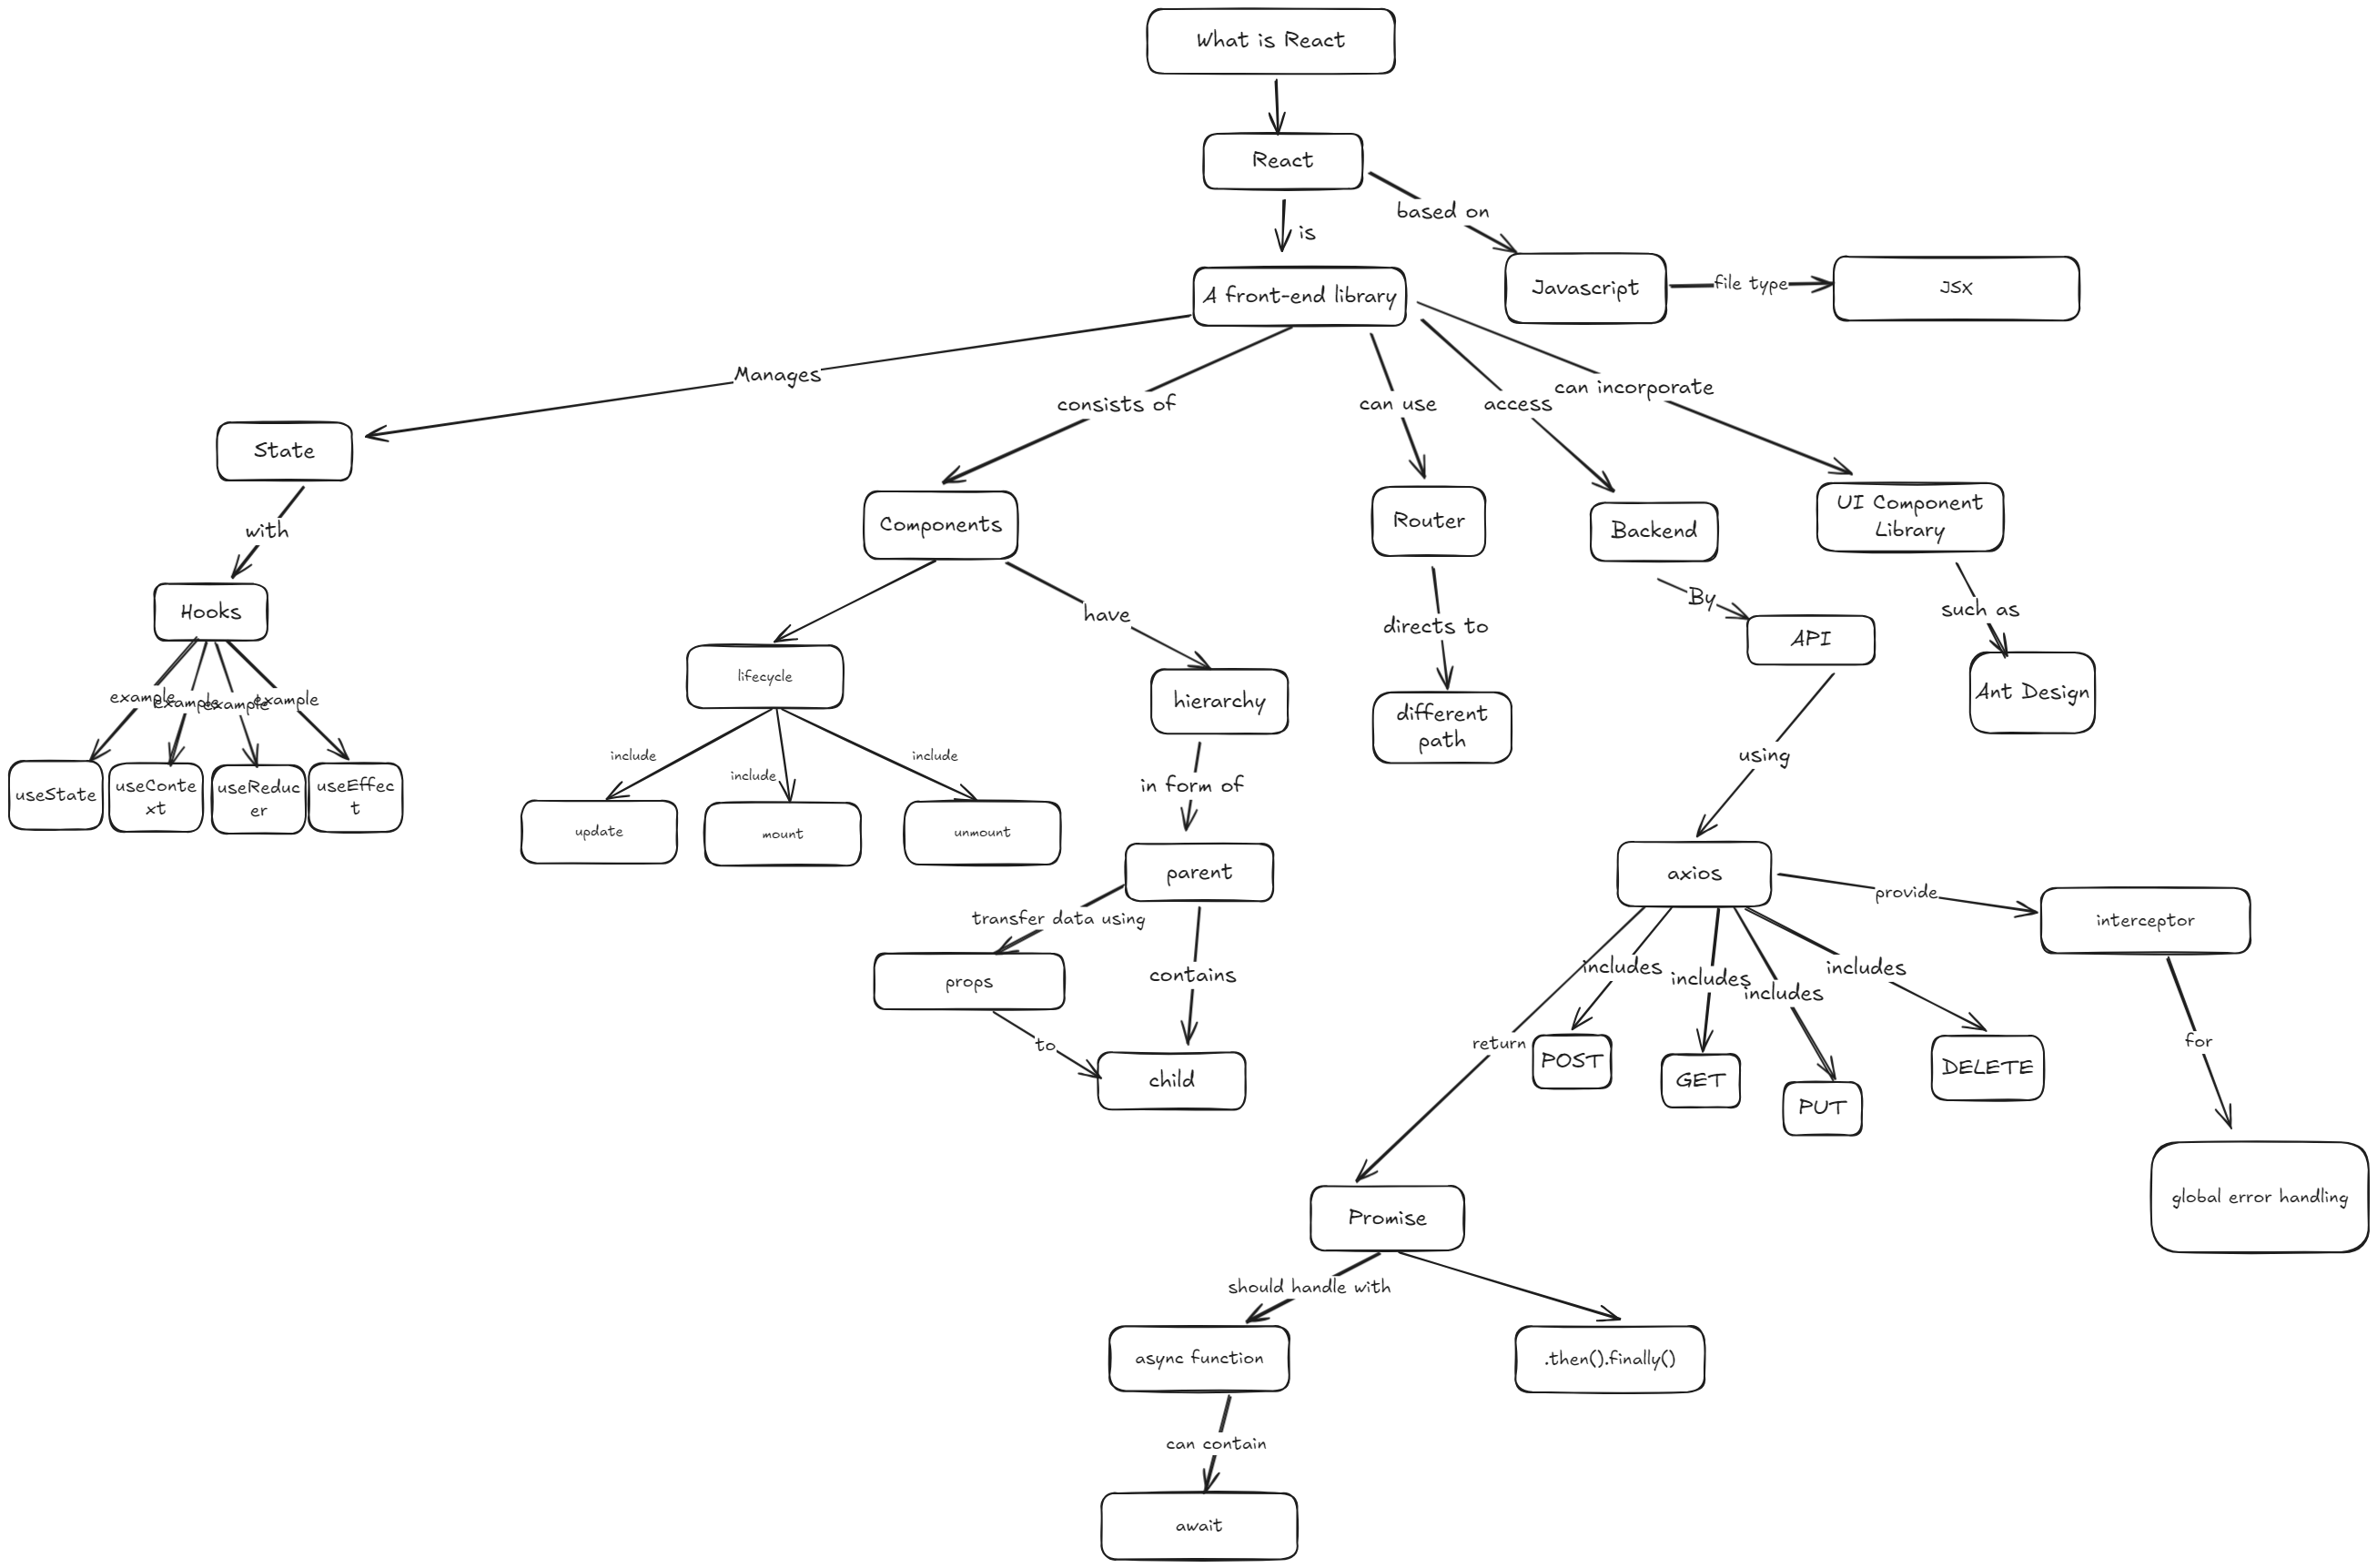 What is React
React
based on
is
Javascript
file type
JSX
A front-end library
Manages
can incorporate
consists of
can use
access
State
Components
Router
Backend
UI Component
Library
with
Hooks
By
have
such as
directs to
API
lifecycle
hierarchy
Ant Design
example
example
example
example
different
path
include
include
include
using
in form of
useState
useConte
xt
useReduc
er
useEffec
t
update
mount
unmount
parent
axios
provide
interceptor
transfer data using
contains
includes
includes
includes
includes
props
to
return
for
child
POST
GET
PUT
DELETE
global error handling
Promise
should handle with
async function
.then().finally()
can contain
await